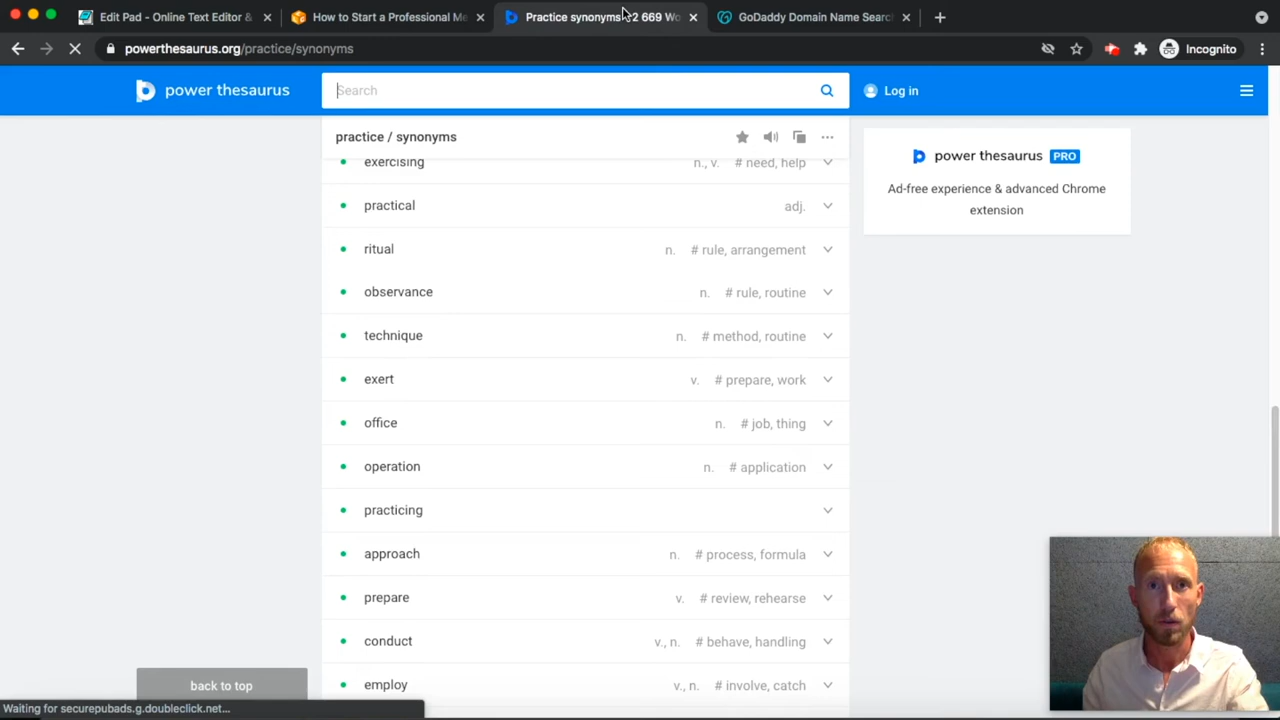 Edit Pad - Online Text Editor &
How to Start a Professional Me
Practice synonyms 2 669 Wo
GoDaddy Domain Name Searc
powerthesaurus.org/practice/synonyms
Incognito
power thesaurus
Search
Log in
practice / synonyms
exercising n., v. # need, help
practical adj.
ritual n. # rule, arrangement
observance n. # rule, routine
technique n. # method, routine
exert v. # prepare, work
office n. # job, thing
operation n. # application
practicing
approach n. # process, formula
prepare v. # review, rehearse
conduct v., n. # behave, handling
employ v., n. # involve, catch
power thesaurus PRO
Ad-free experience & advanced Chrome
extension
back to top
Waiting for securepubads.g.doubleclick.net...